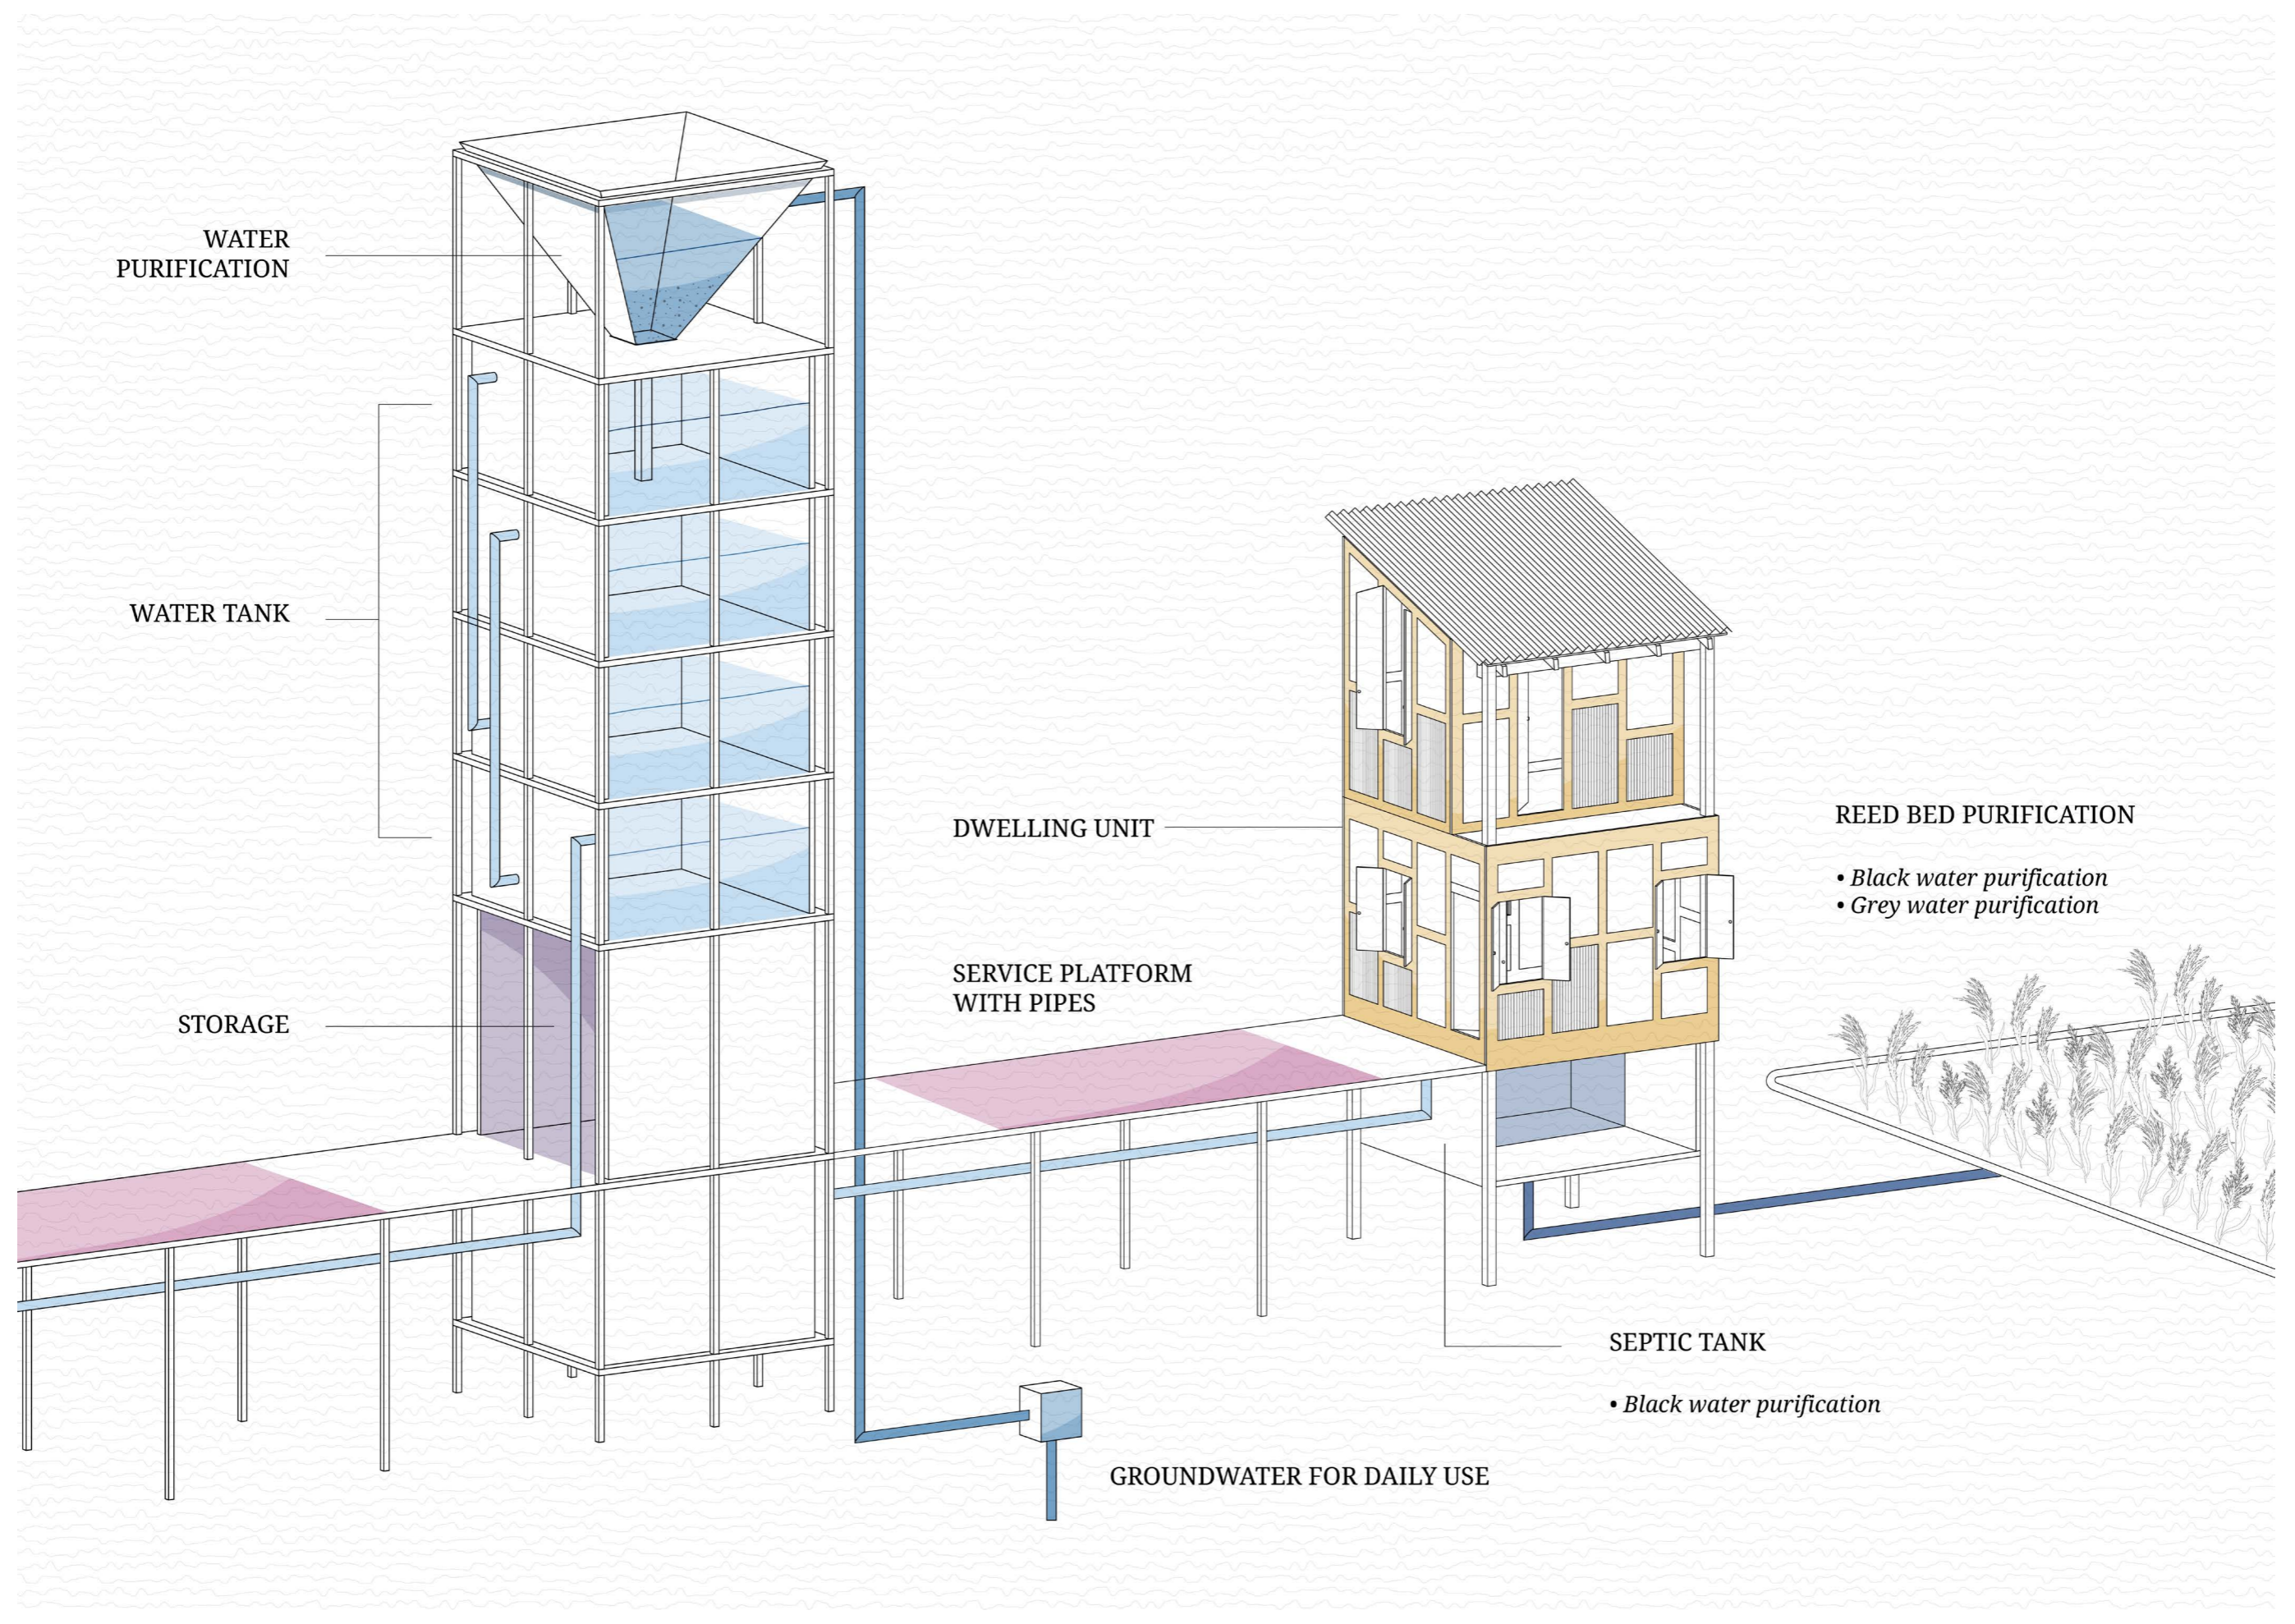 WATER
PURIFICATION
WATER TANK
STORAGE
DWELLING UNIT
SERVICE PLATFORM
WITH PIPES
REED BED PURIFICATION
• Black water purification
• Grey water purification
SEPTIC TANK
• Black water purification
GROUNDWATER FOR DAILY USE